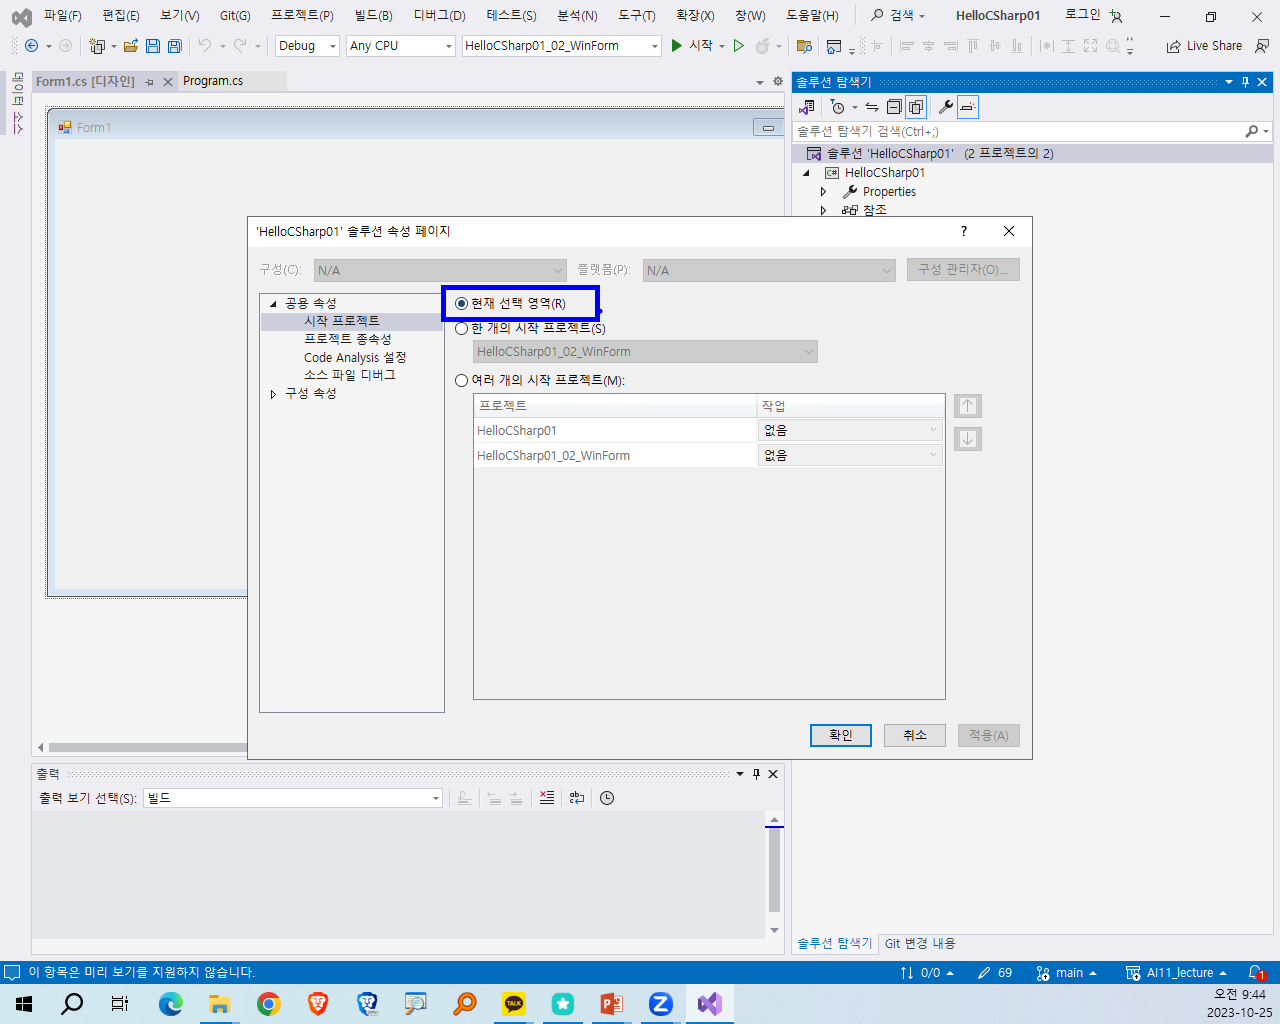 파일(F) 편집(E) 보기(V) Git(G) 프로젝트(P) 빌드(B) 디버그(D) 테스트(S) 분석(N) 도구(T) 확장(X) 창(W) 도움말(H) 검색 HelloCSharp01 로그인
Debug Any CPU HelloCSharp01_02_WinForm 시작 Live Share
데이터 소스
Form1.cs [디자인] Program.cs
Form1
솔루션 탐색기
솔루션 탐색기 검색(Ctrl+;)
솔루션 'HelloCSharp01' (2 프로젝트의 2)
C# HelloCSharp01
Properties
참조
'HelloCSharp01' 솔루션 속성 페이지 ?
구성(C): N/A 플랫폼(P): N/A 구성 관리자(O)...
공용 속성
시작 프로젝트
프로젝트 종속성
Code Analysis 설정
소스 파일 디버그
구성 속성
현재 선택 영역(R)
한 개의 시작 프로젝트(S)
HelloCSharp01_02_WinForm
여러 개의 시작 프로젝트(M):
프로젝트 작업
HelloCSharp01 없음
HelloCSharp01_02_WinForm 없음
확인 취소 적용(A)
출력
출력 보기 선택(S): 빌드
솔루션 탐색기 Git 변경 내용
이 항목은 미리 보기를 지원하지 않습니다. 0/0 69 main AI11_lecture 1
TALK
오전 9:44
2023-10-25